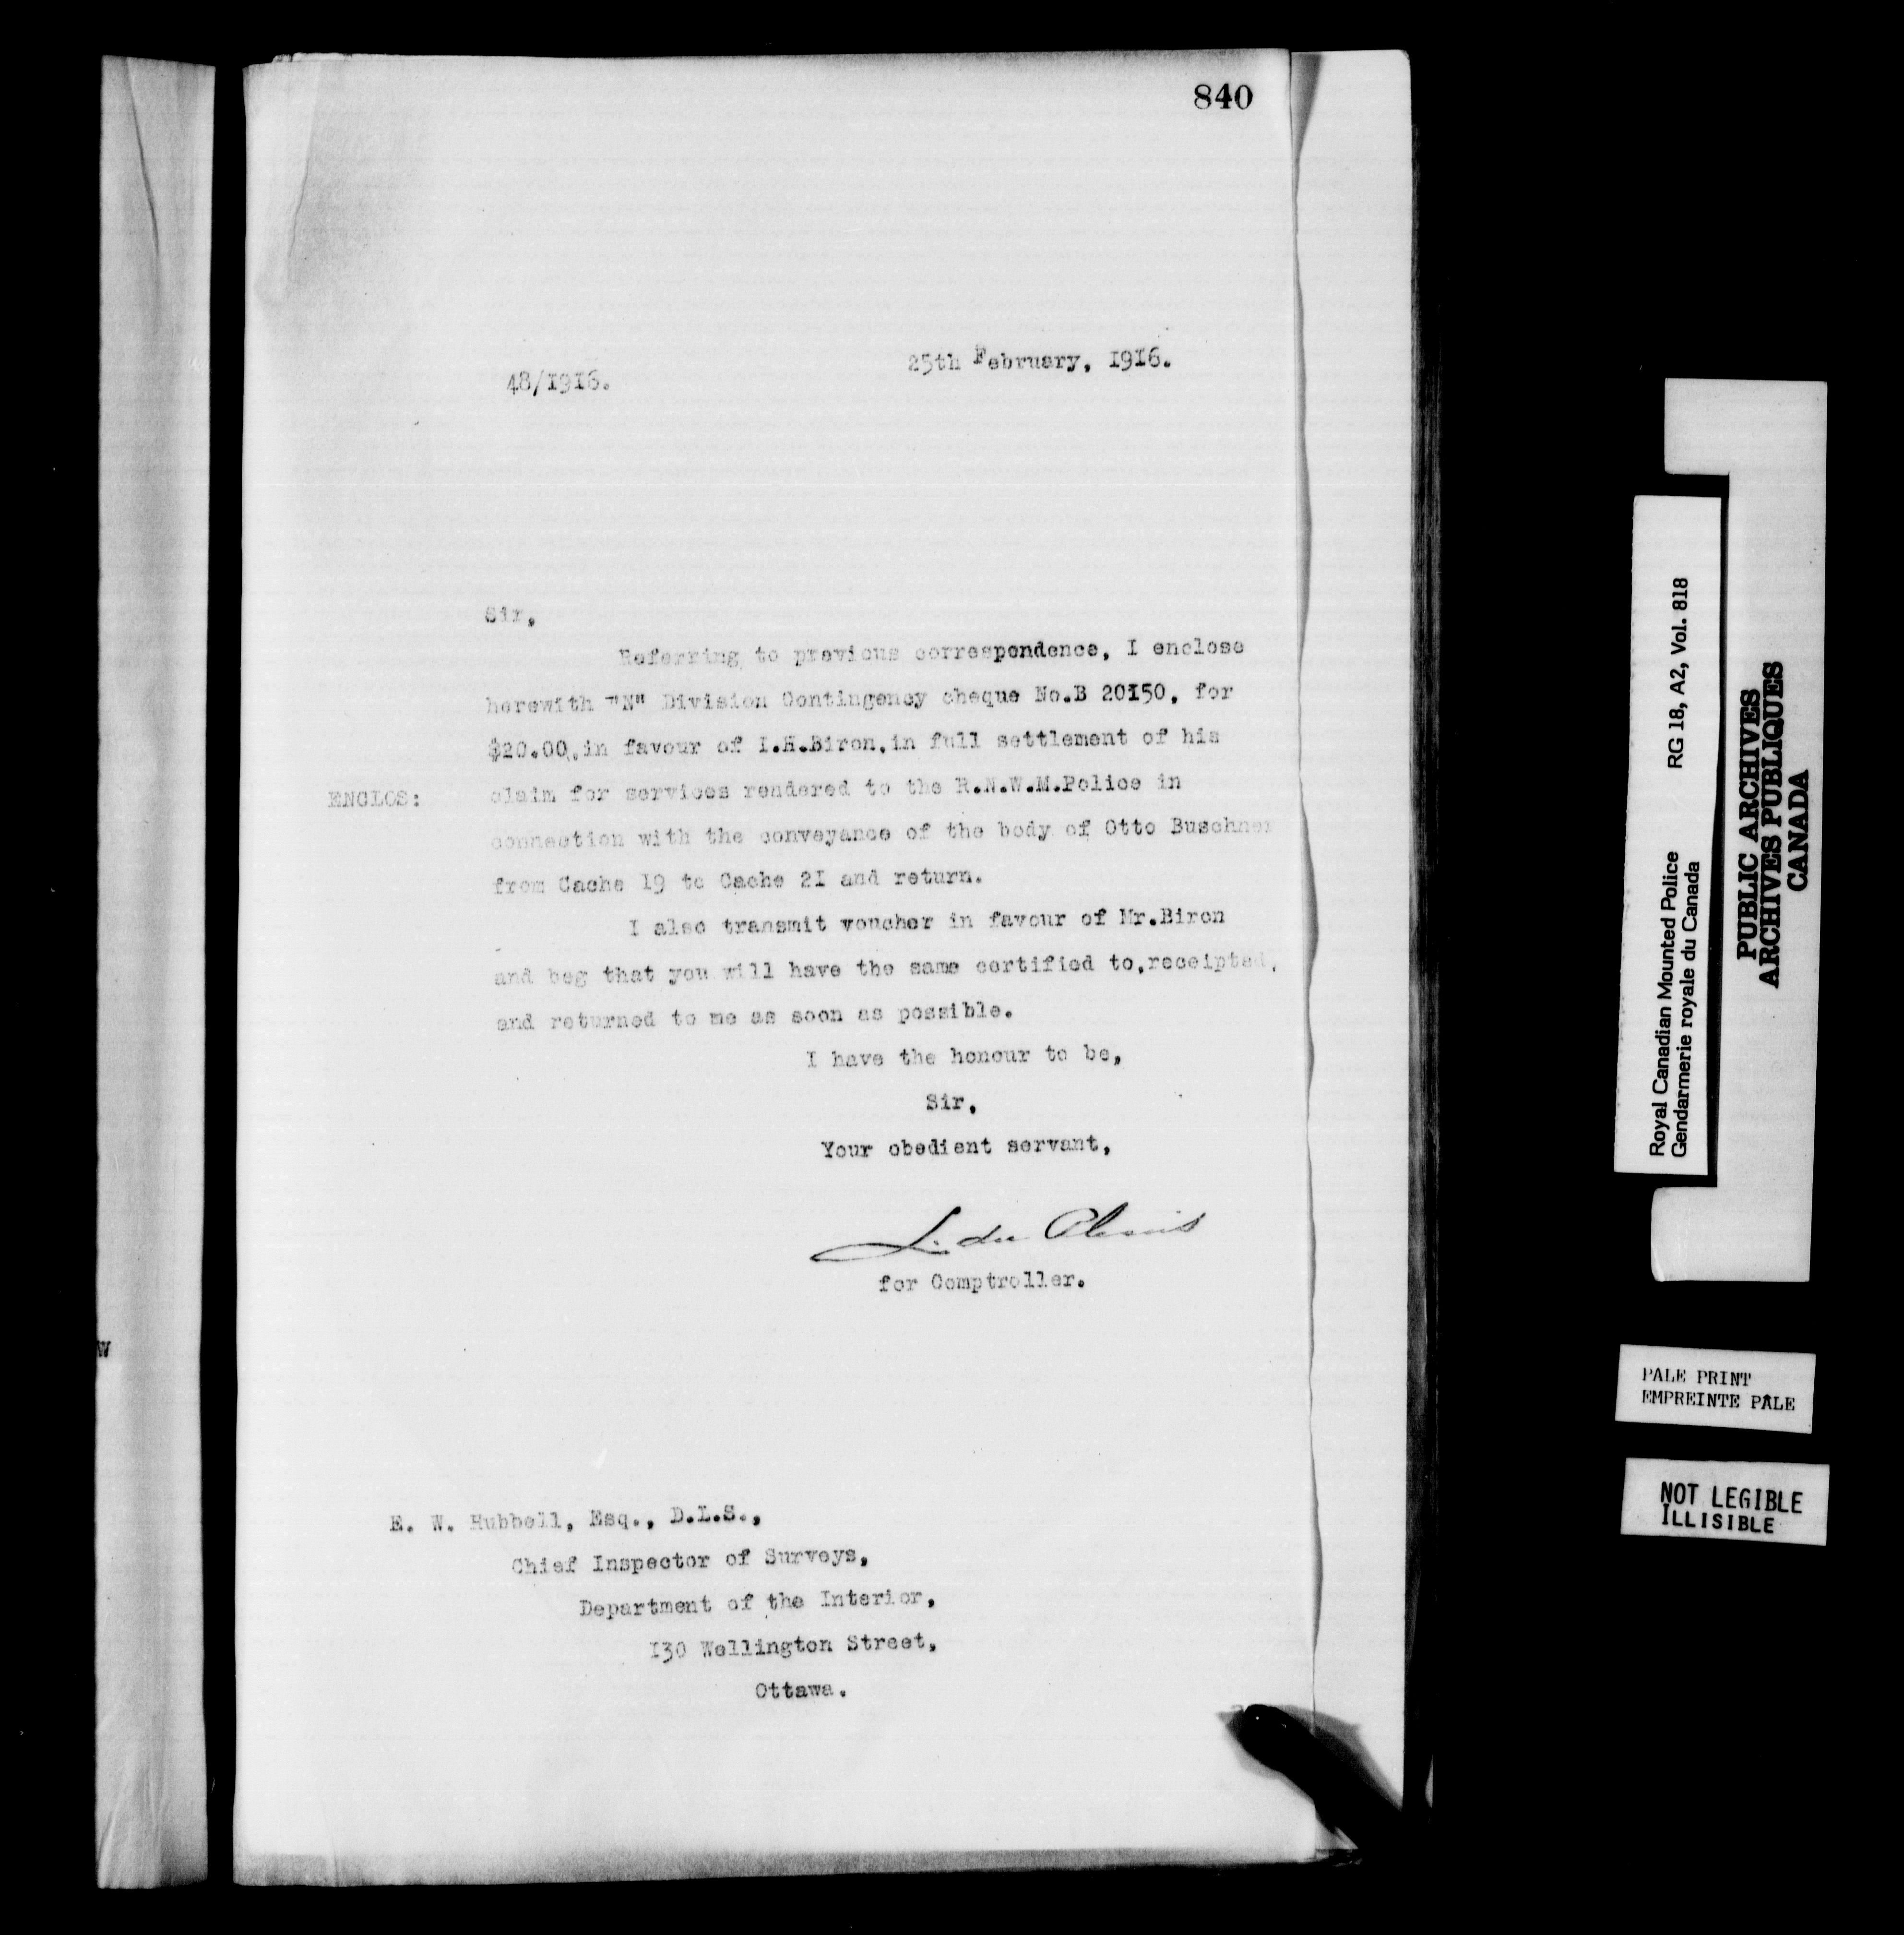 840
25th February, 1916.
48/1916.
Sir,
Referring to previous correspondence, I enclose
herewith "N" Division Contingency cheque No.B 20150, for
$20.00,in favour of I.H.Biron,in full settlement of his
ENCLOS: claim for services rendered to the R.N.W.M.Police in
connection with the conveyance of the body of Otto Buschner
from Cache 19 to Cache 21 and return.
I also transmit voucher in favour of Mr.Biron
and beg that you will have the same certified to,receipted,
and returned to me as soon as possible.
I have the honour to be,
Sir,
Your obedient servant,
L. du Plessis
for Comptroller.
E. W. Hubbell, Esq., D.L.S.,
Chief Inspector of Surveys,
Department of the Interior,
130 Wellington Street,
Ottawa.
W
Royal Canadian Mounted Police RG 18, A2, Vol. 818
Gendarmerie royale du Canada
PUBLIC ARCHIVES
ARCHIVES PUBLIQUES
CANADA
PALE PRINT
EMPREINTE PÂLE
NOT LEGIBLE
ILLISIBLE